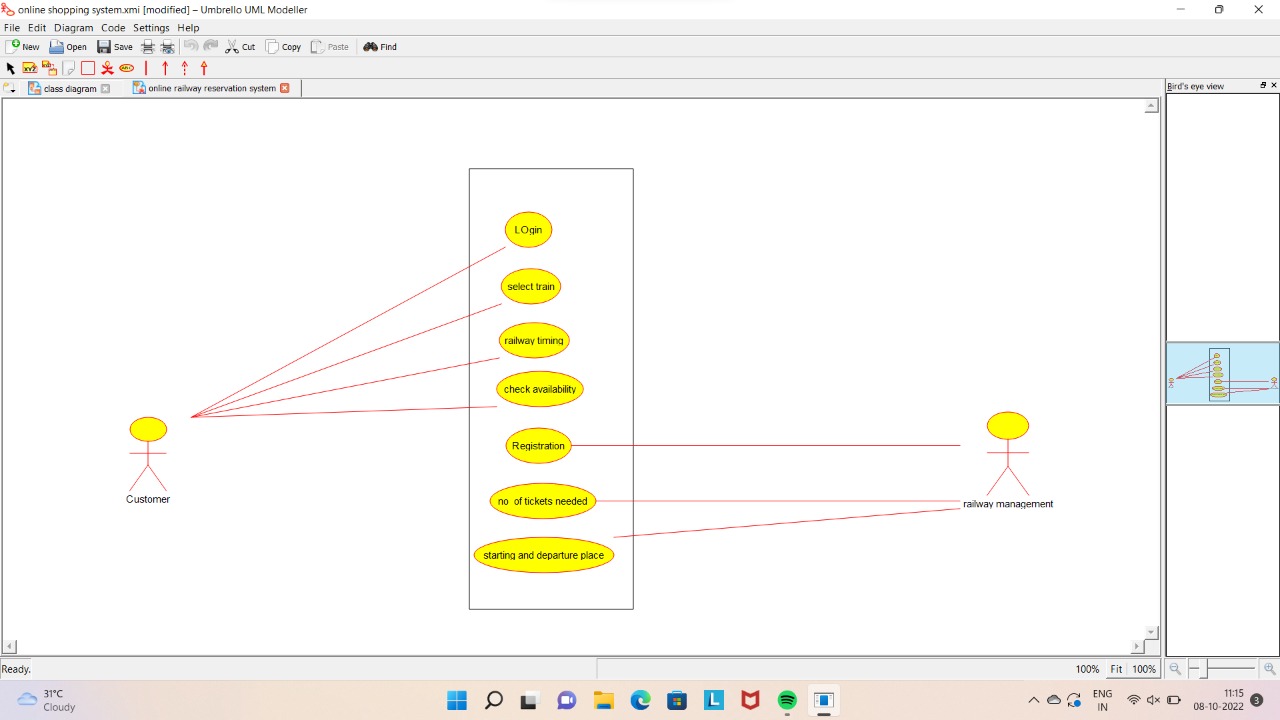 online shopping system.xmi [modified] – Umbrello UML Modeller
File Edit Diagram Code Settings Help
New Open Save Cut Copy Paste Find
class diagram online railway reservation system
Bird's eye view
LOgin
select train
railway timing
check availability
Registration
no of tickets needed
starting and departure place
Customer
railway management
Ready.
100% Fit 100%
31°C
Cloudy
ENG
IN
11:15
08-10-2022
3